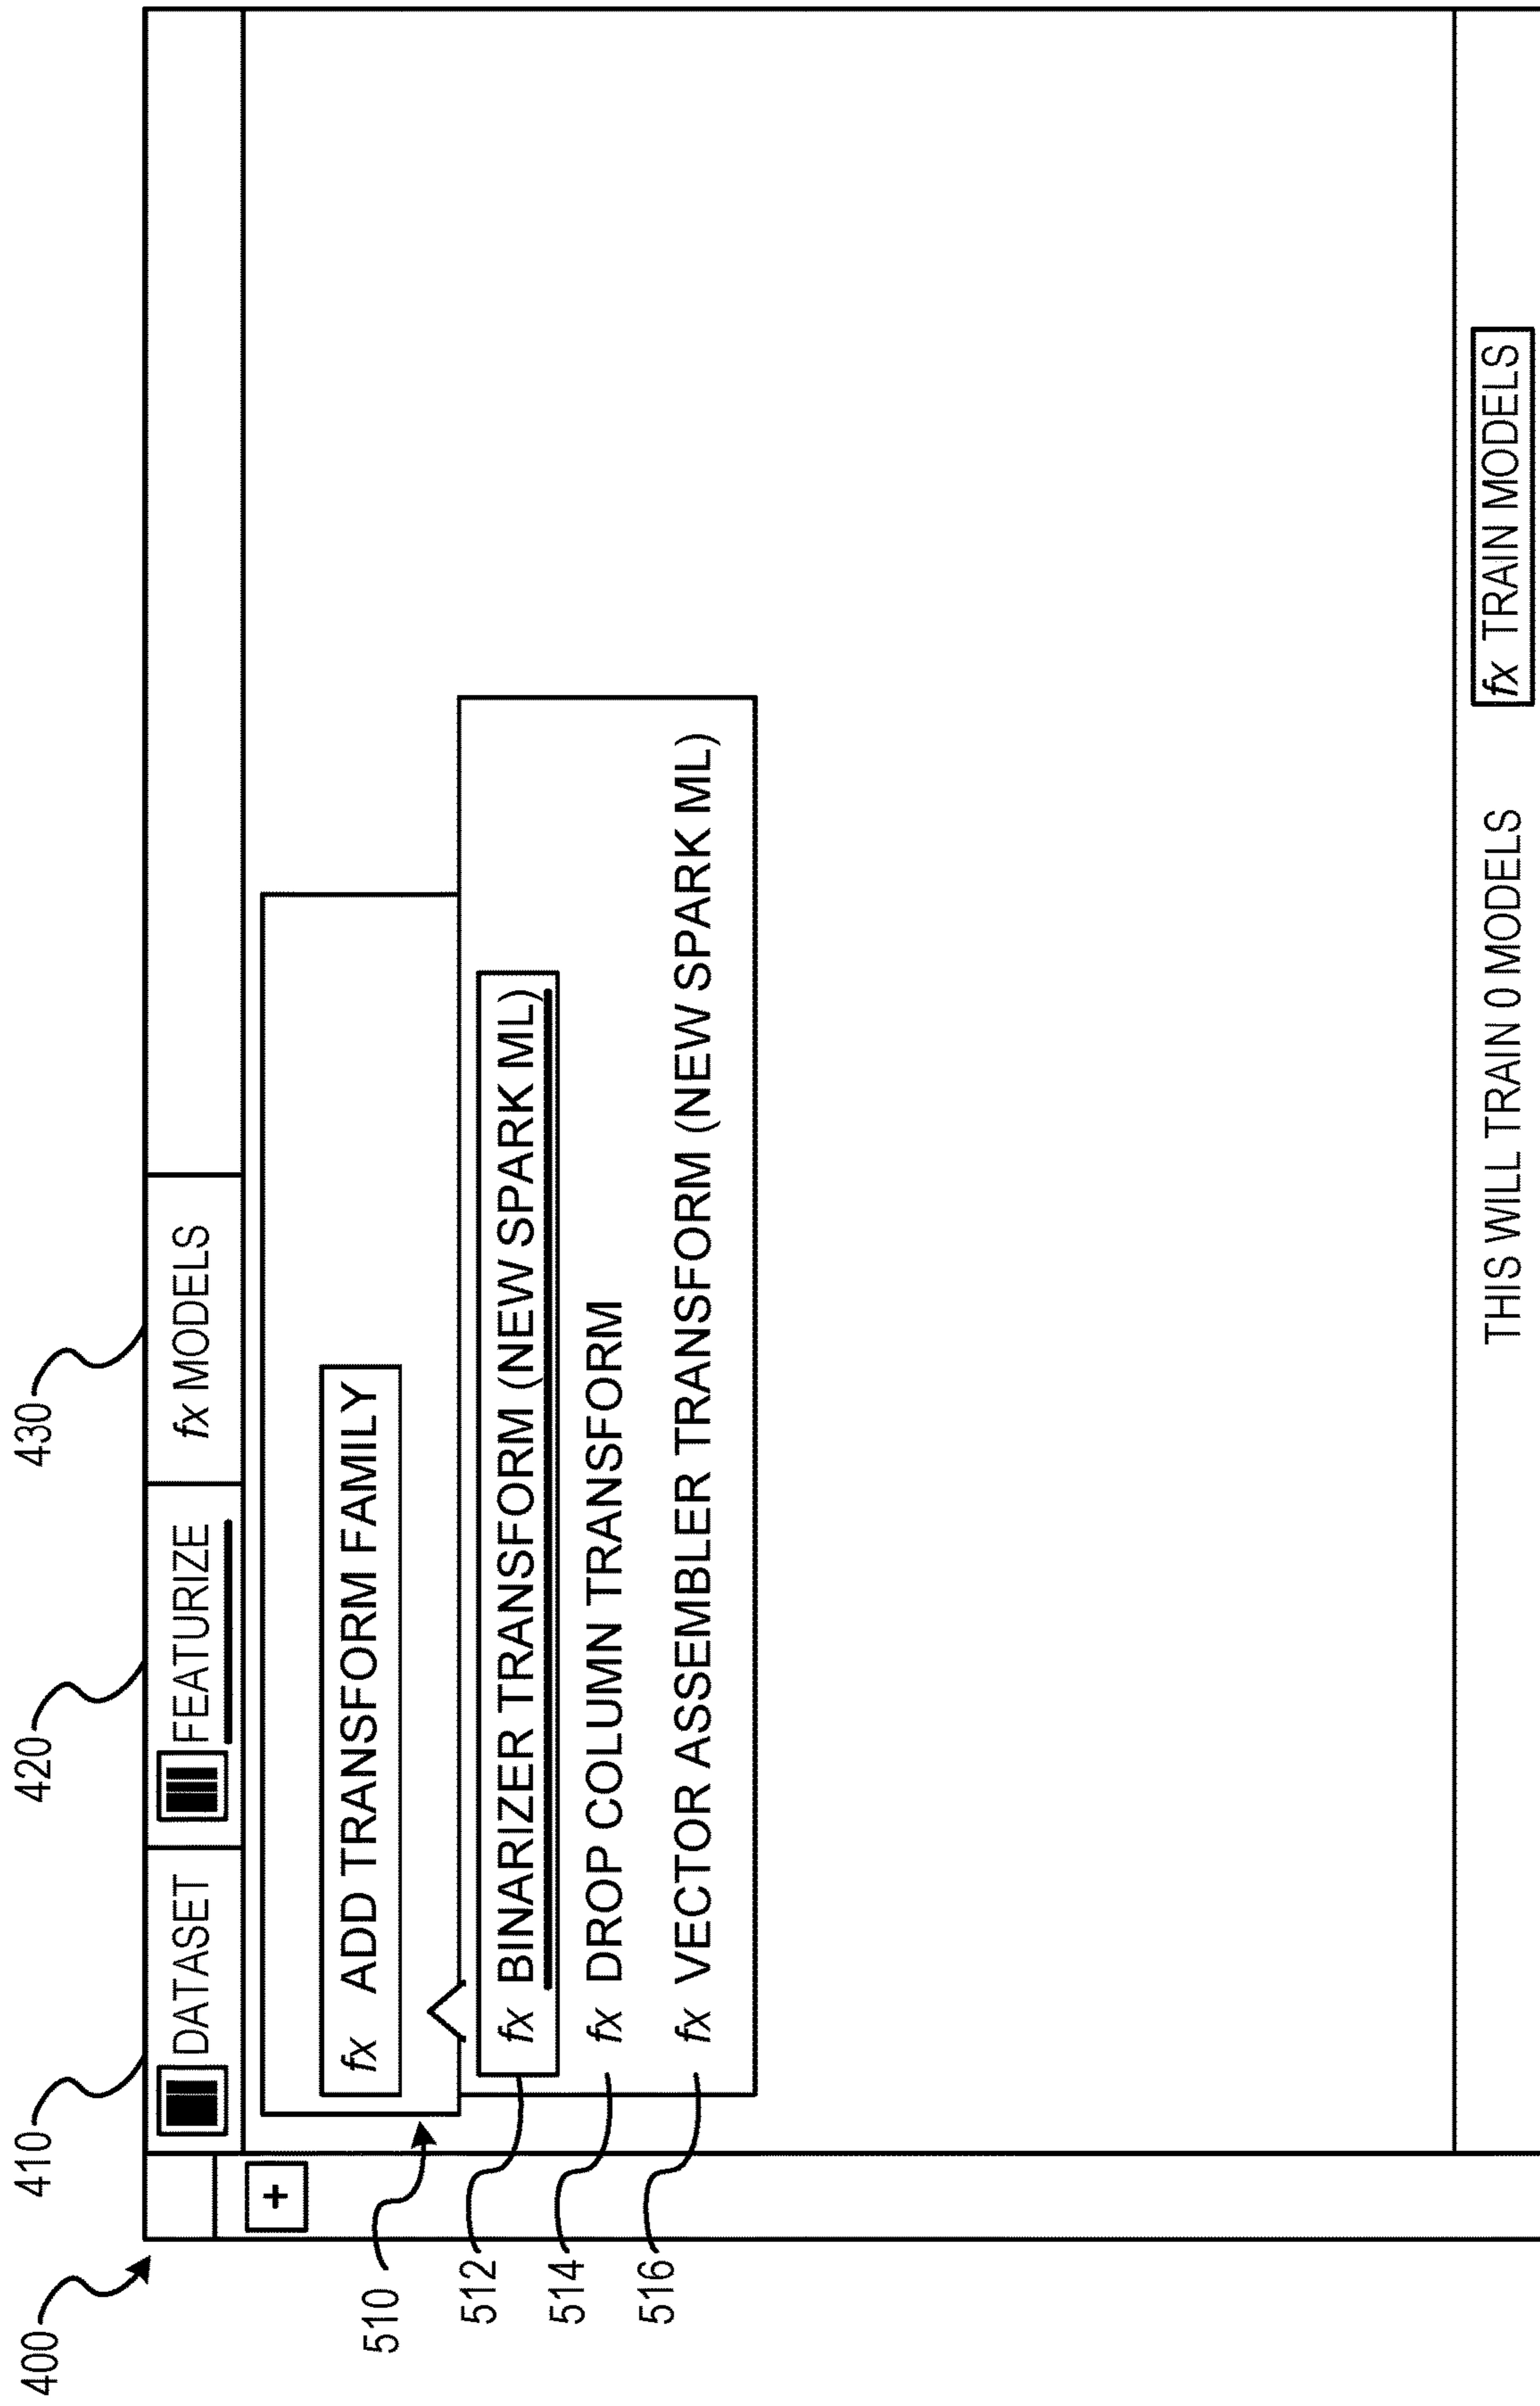 400
410
420
430
DATASET
FEATURIZE
fx MODELS
+
510
fx ADD TRANSFORM FAMILY
512
fx BINARIZER TRANSFORM (NEW SPARK ML)
514
fx DROP COLUMN TRANSFORM
516
fx VECTOR ASSEMBLER TRANSFORM (NEW SPARK ML)
THIS WILL TRAIN 0 MODELS
fx TRAIN MODELS